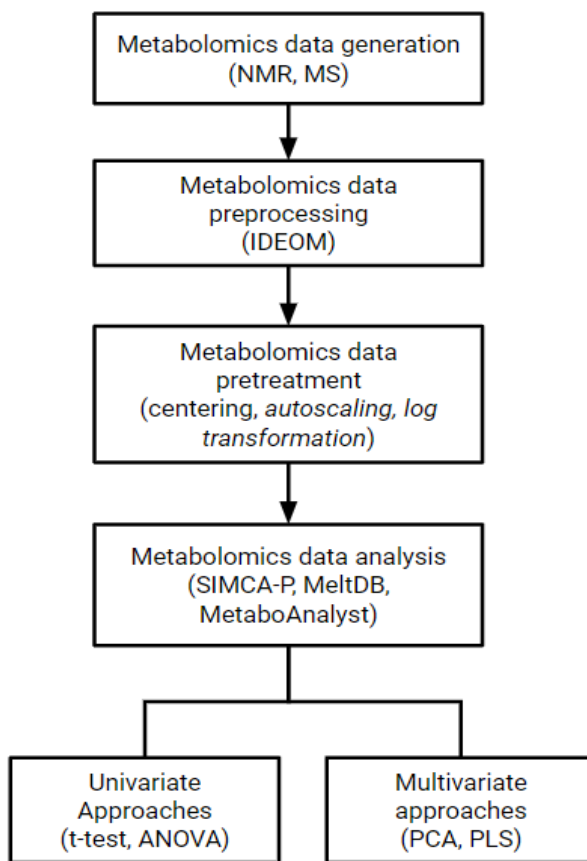 Metabolomics data generation
(NMR, MS)
Metabolomics data
preprocessing
(IDEOM)
Metabolomics data
pretreatment
(centering, autoscaling, log
transformation)
Metabolomics data analysis
(SIMCA-P, MeltDB,
MetaboAnalyst)
Univariate
Approaches
(t-test, ANOVA)
Multivariate
approaches
(PCA, PLS)